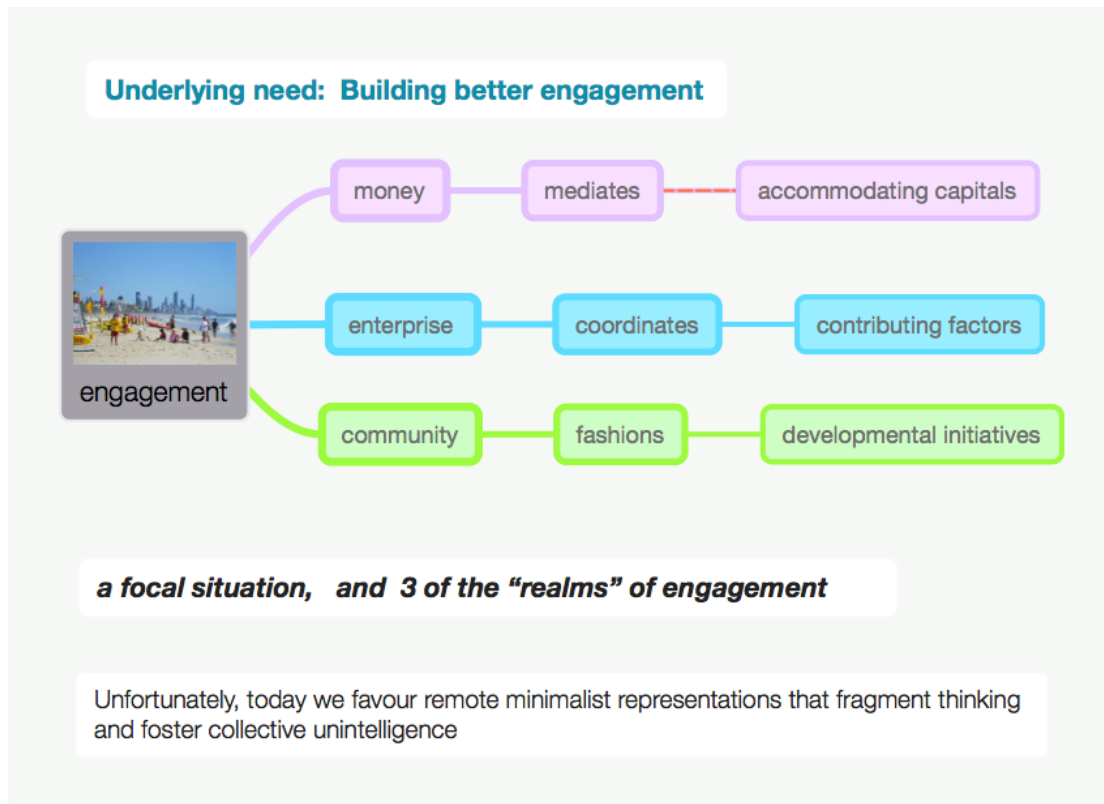 Underlying need:  Building better engagement
money
mediates
accommodating capitals
engagement
enterprise
coordinates
contributing factors
community
fashions
developmental initiatives
a focal situation,   and  3 of the “realms” of engagement
Unfortunately, today we favour remote minimalist representations that fragment thinking
and foster collective unintelligence